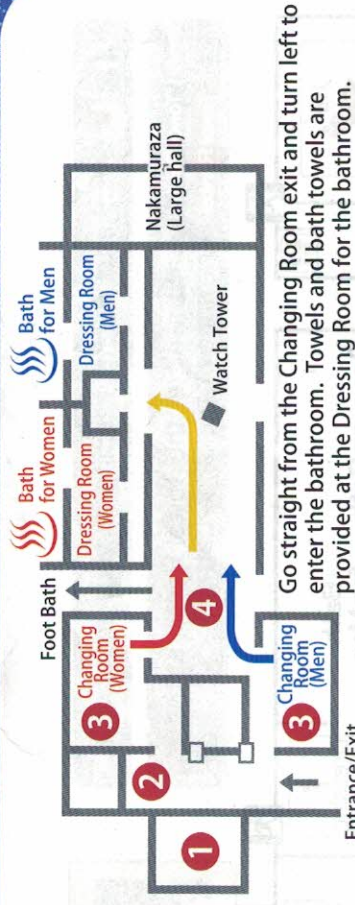 Bath
for Women
Bath
for Men
Foot Bath
Dressing Room
(Women)
Dressing Room
(Men)
3
Changing
Room
(Women)
2
1
4
Nakamuraza
(Large hall)
Watch Tower
3
Changing
Room
(Men)
Entrance/Exit
Go straight from the Changing Room exit and turn left to
enter the bathroom. Towels and bath towels are
provided at the Dressing Room for the bathroom.